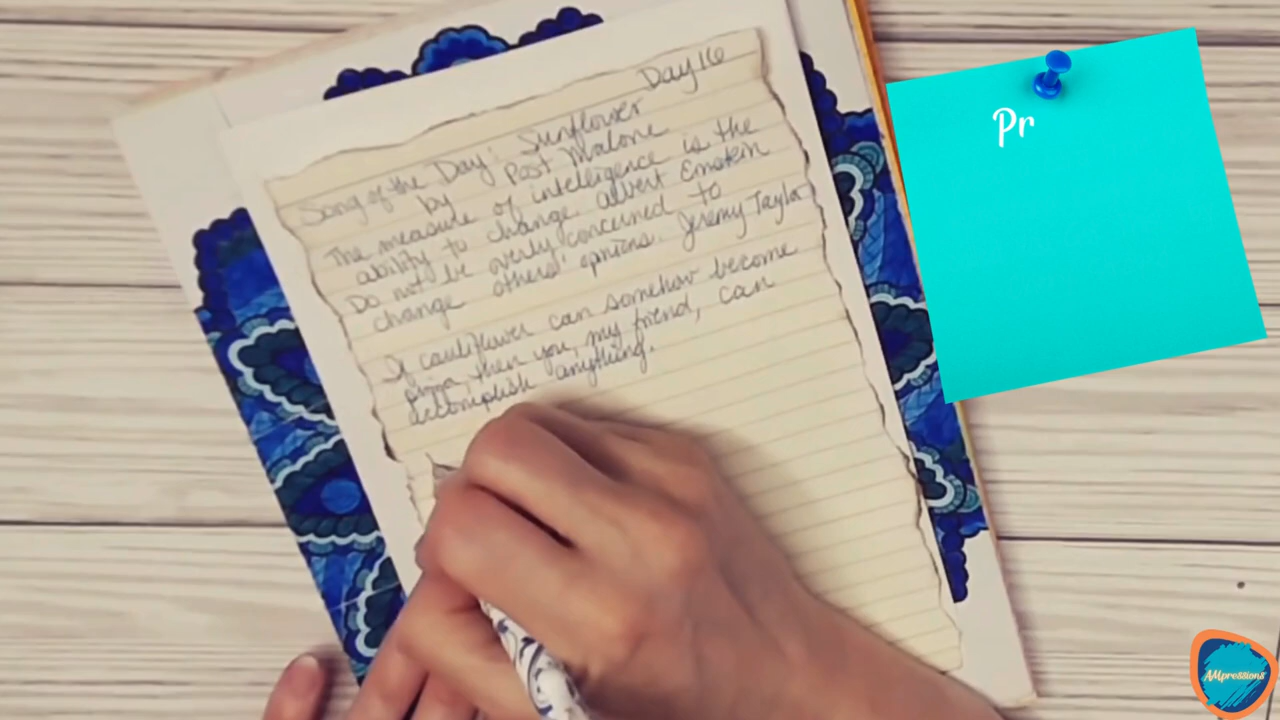 Day 16
Song of the Day: Sunflower
by Post Malone
The measure of intelligence is the
ability to change. Albert Einstein
Do not be overly concerned to
change others' opinions. Jeremy Taylor
If cauliflower can somehow become
pizza, then you, my friend, can
accomplish anything.
Pr
AMpressions